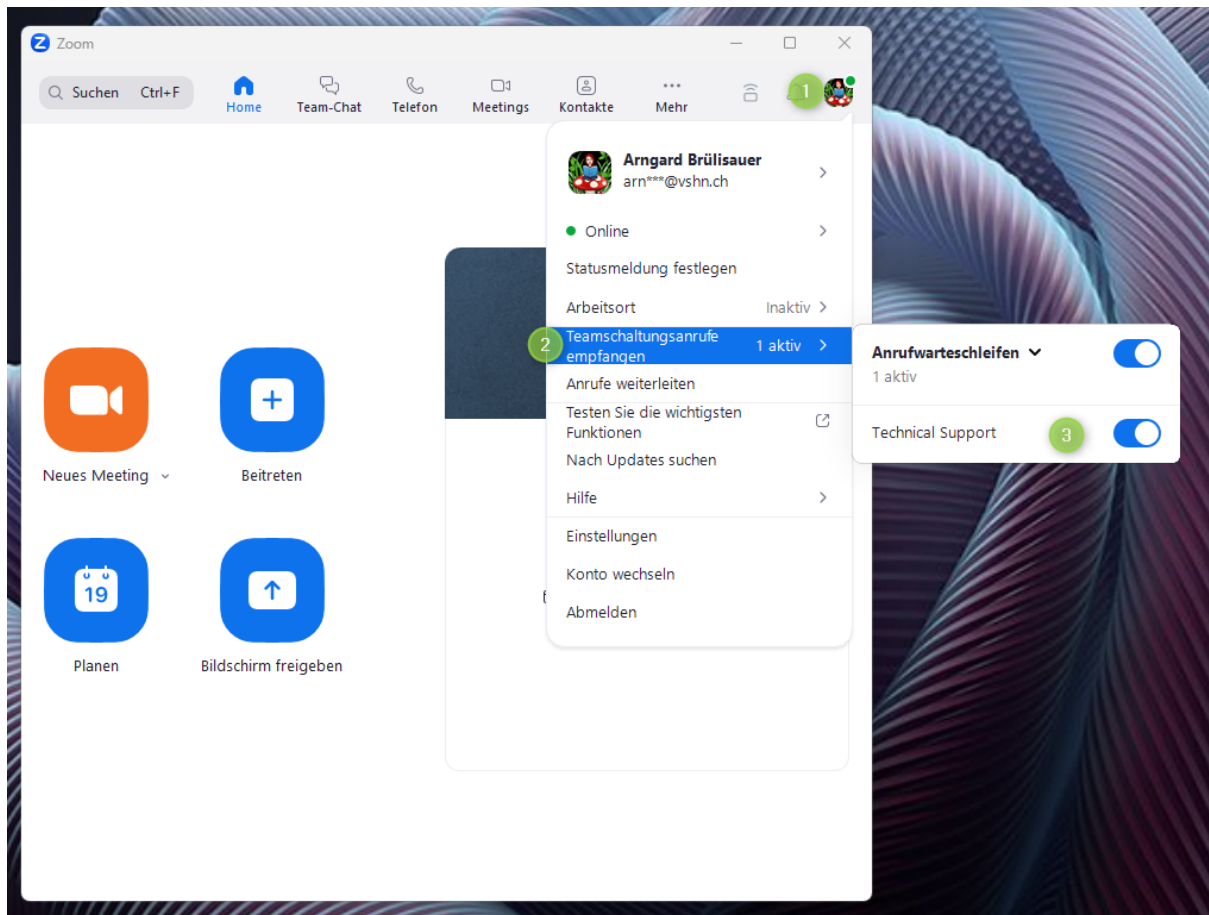 Zoom
Suchen Ctrl+F
Home
Team-Chat
Telefon
Meetings
Kontakte
Mehr
1
Arngard Brülisauer
arn***@vshn.ch
Online
Statusmeldung festlegen
Arbeitsort Inaktiv
2
Teamschaltungsanrufe
empfangen
1 aktiv
Anrufe weiterleiten
Testen Sie die wichtigsten
Funktionen
Nach Updates suchen
Hilfe
Einstellungen
Konto wechseln
Abmelden
Anrufwarteschleifen
1 aktiv
Technical Support 3
Neues Meeting
Beitreten
19
Planen
Bildschirm freigeben